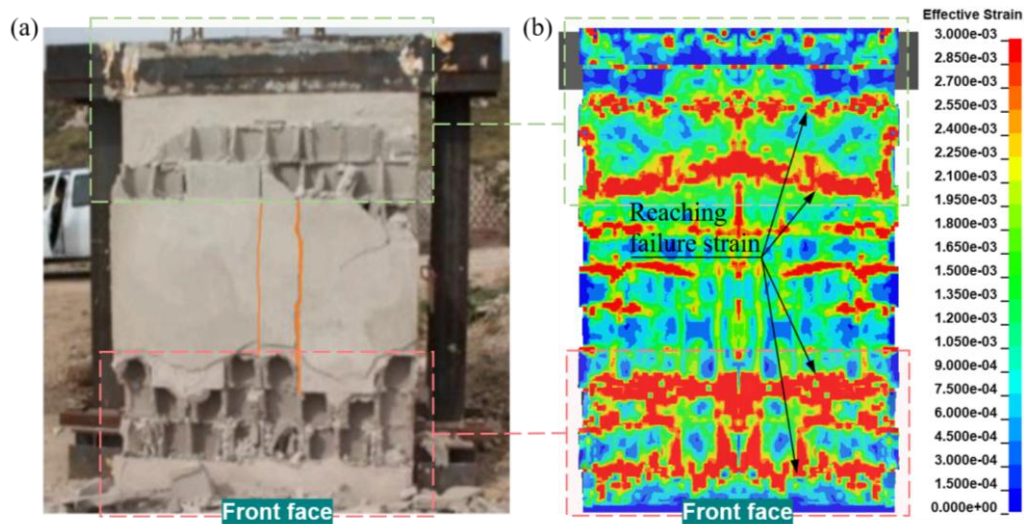 (a)
(b)
Effective Strain
3.000e-03
2.850e-03
2.700e-03
2.550e-03
2.400e-03
2.250e-03
2.100e-03
1.950e-03
1.800e-03
1.650e-03
1.500e-03
1.350e-03
1.200e-03
1.050e-03
9.000e-04
7.500e-04
6.000e-04
4.500e-04
3.000e-04
1.500e-04
0.000e+00
Reaching
failure strain
Front face
Front face